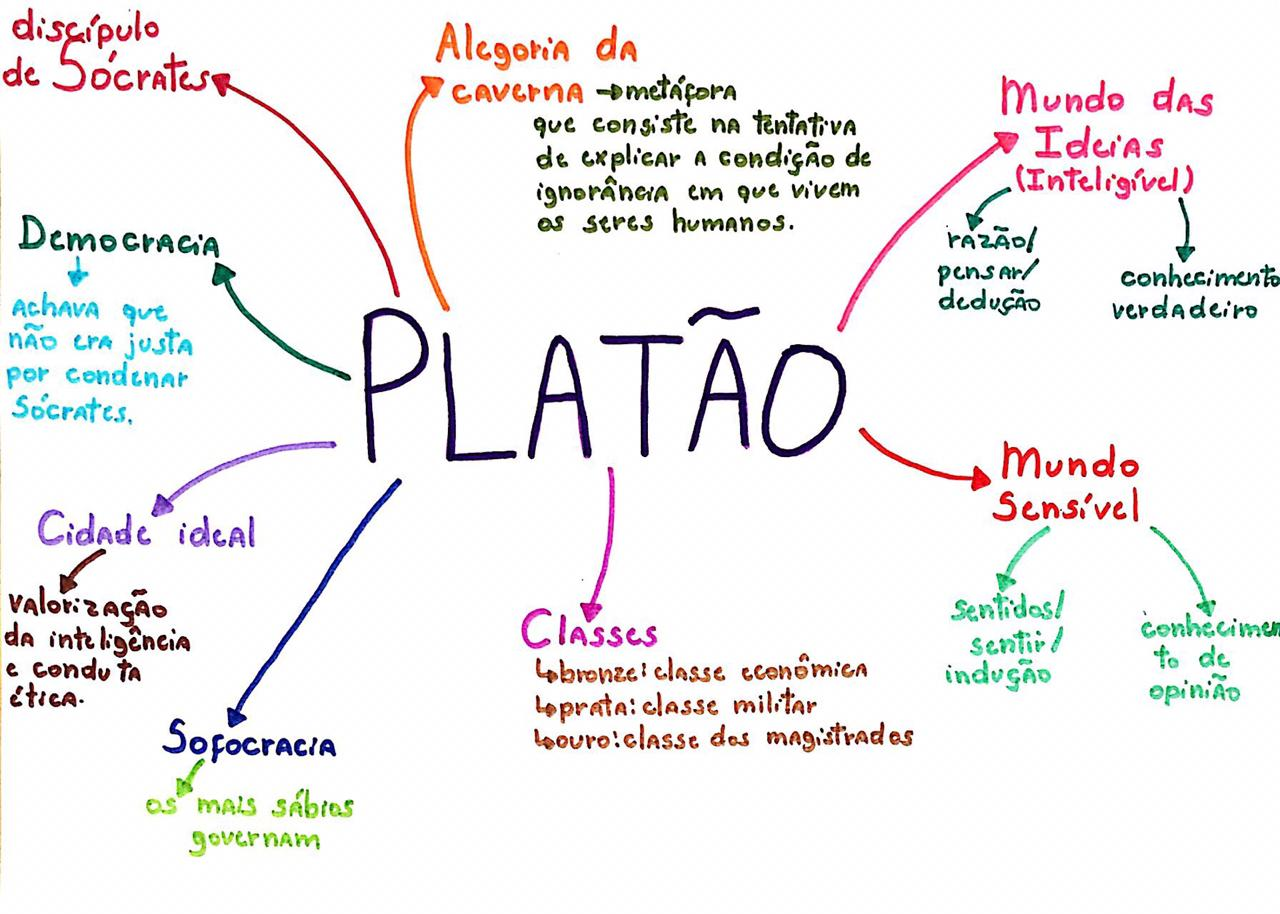 discípulo
de Sócrates
Alegoria da
caverna → metáfora
que consiste na tentativa
de explicar a condição de
ignorância em que vivem
os seres humanos.
Mundo das
Ideias
(Inteligível)
razão/
pensar/
dedução
conhecimento
verdadeiro
Democracia
achava que
não era justa
por condenar
Sócrates.
PLATÃO
Mundo
Sensível
sentidos/
sentir/
indução
conhecimen
to de
opinião
Cidade ideal
valorização
da inteligência
e conduta
ética.
Classes
↳bronze: classe econômica
↳prata: classe militar
↳ouro: classe dos magistrados
Sofocracia
os mais sábios
governam